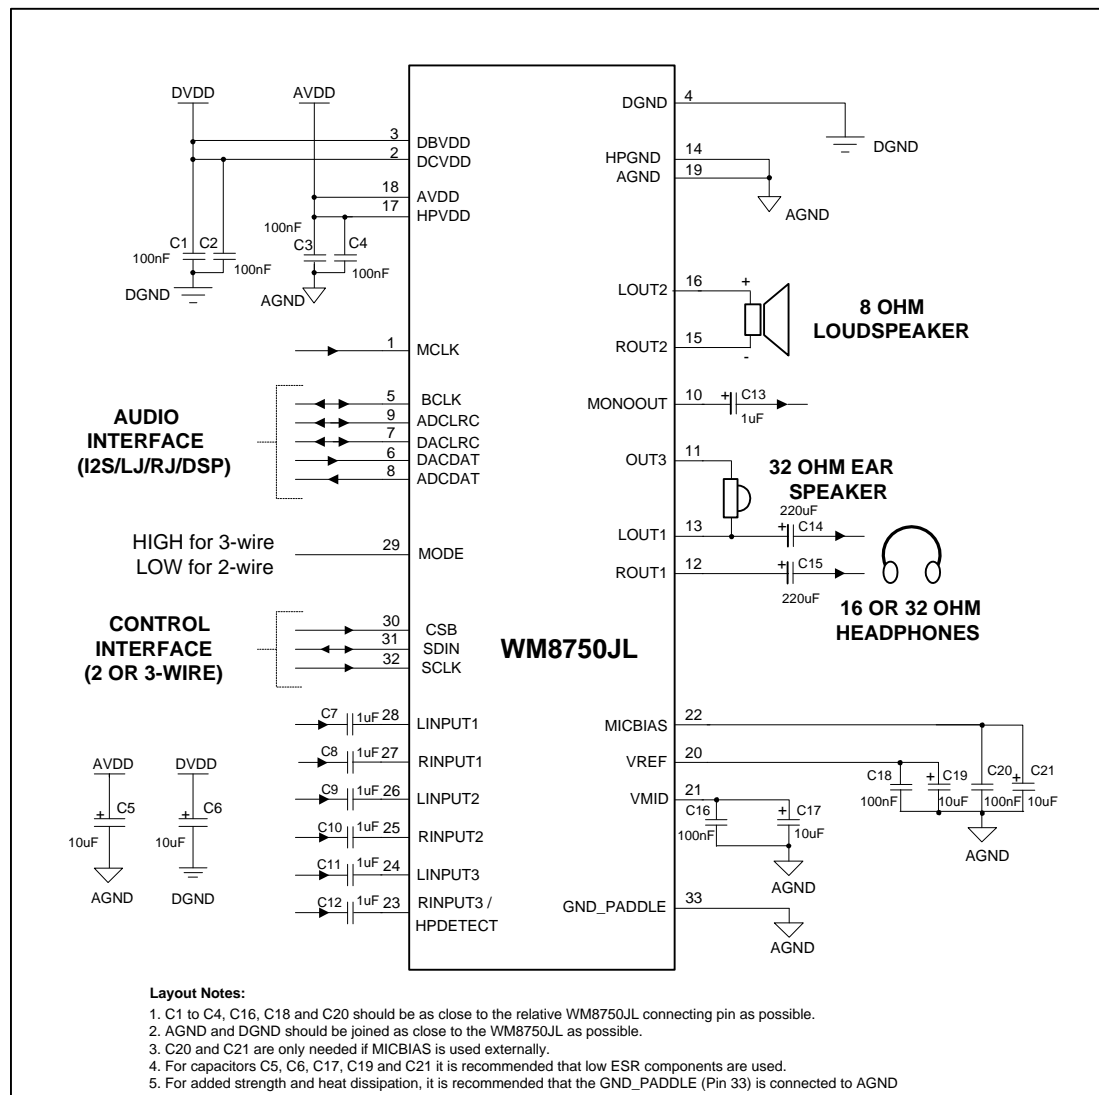 DVDD
AVDD
3
DBVDD
2
DCVDD
18
AVDD
17
HPVDD
100nF
C1
C2
C3
C4
100nF
100nF
100nF
DGND
AGND
DGND
4
DGND
HPGND
14
AGND
19
AGND
LOUT2
16
+
8 OHM
LOUDSPEAKER
ROUT2
15
-
1
MCLK
AUDIO
INTERFACE
(I2S/LJ/RJ/DSP)
5
BCLK
9
ADCLRC
7
DACLRC
6
DACDAT
8
ADCDAT
MONOOUT
10
+
C13
1uF
OUT3
11
32 OHM EAR
SPEAKER
220uF
LOUT1
13
+
C14
ROUT1
12
+
C15
220uF
16 OR 32 OHM
HEADPHONES
HIGH for 3-wire
LOW for 2-wire
29
MODE
CONTROL
INTERFACE
(2 OR 3-WIRE)
30
CSB
31
SDIN
32
SCLK
WM8750JL
C7
1uF
28
LINPUT1
C8
1uF
27
RINPUT1
C9
1uF
26
LINPUT2
C10
1uF
25
RINPUT2
C11
1uF
24
LINPUT3
C12
1uF
23
RINPUT3 /
HPDETECT
AVDD
DVDD
+
C5
+
C6
10uF
10uF
AGND
DGND
MICBIAS
22
VREF
20
C18
+
C19
C20
+
C21
100nF
10uF
100nF
10uF
AGND
VMID
21
C16
+
C17
100nF
10uF
AGND
GND_PADDLE
33
AGND
Layout Notes:
1. C1 to C4, C16, C18 and C20 should be as close to the relative WM8750JL connecting pin as possible.
2. AGND and DGND should be joined as close to the WM8750JL as possible.
3. C20 and C21 are only needed if MICBIAS is used externally.
4. For capacitors C5, C6, C17, C19 and C21 it is recommended that low ESR components are used.
5. For added strength and heat dissipation, it is recommended that the GND_PADDLE (Pin 33) is connected to AGND